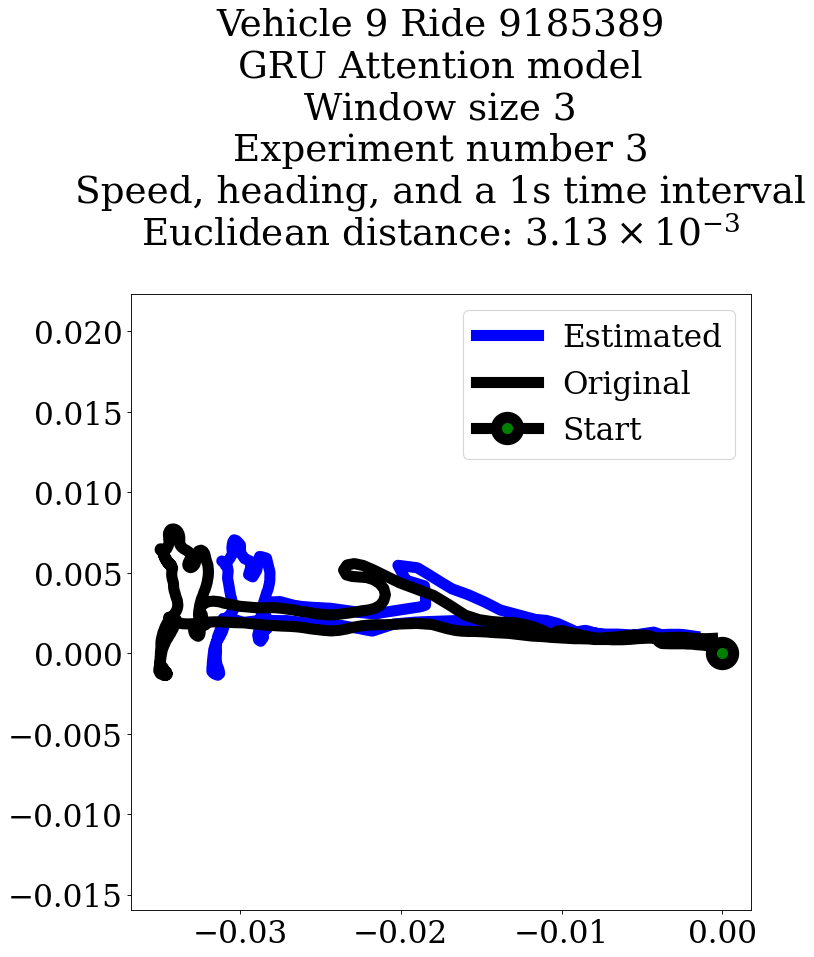 Vehicle 9 Ride 9185389
GRU Attention model
Window size 3
Experiment number 3
Speed, heading, and a 1s time interval
Euclidean distance: 3.13 × 10⁻³
Estimated
Original
Start
0.020
0.015
0.010
0.005
0.000
−0.005
−0.010
−0.015
−0.03
−0.02
−0.01
0.00